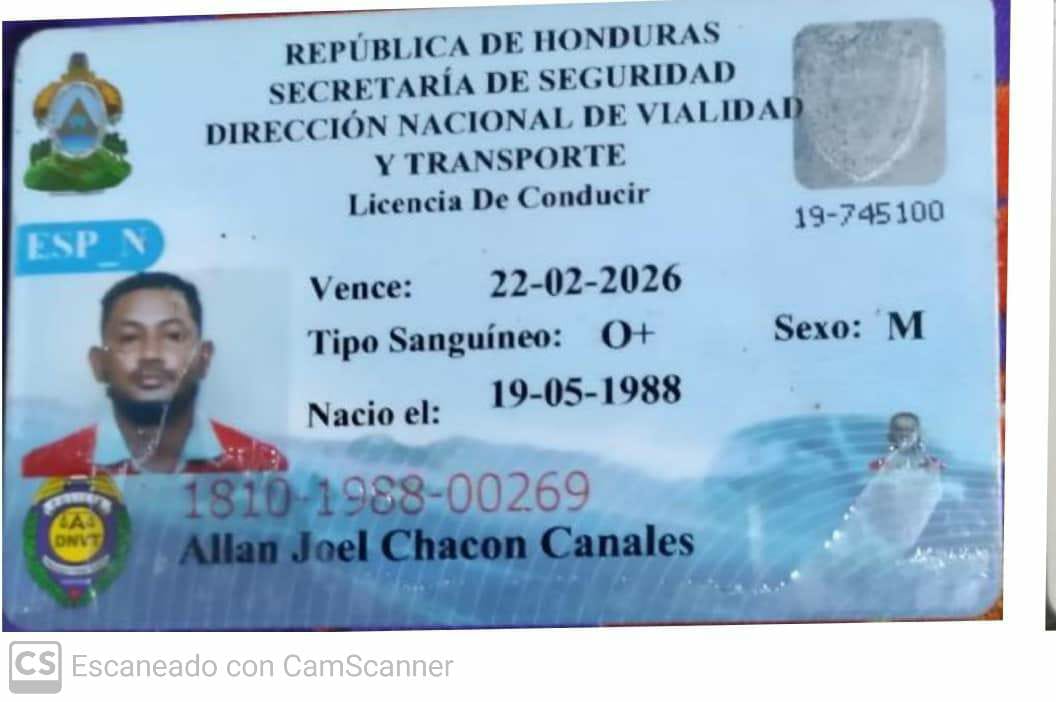 REPÚBLICA DE HONDURAS
SECRETARÍA DE SEGURIDAD
DIRECCIÓN NACIONAL DE VIALIDAD
Y TRANSPORTE
Licencia De Conducir
19-745100
ESP_N
Vence: 22-02-2026
Tipo Sanguíneo: O+ Sexo: M
Nacio el: 19-05-1988
1810-1988-00269
Allan Joel Chacon Canales
DNVT
CS Escaneado con CamScanner